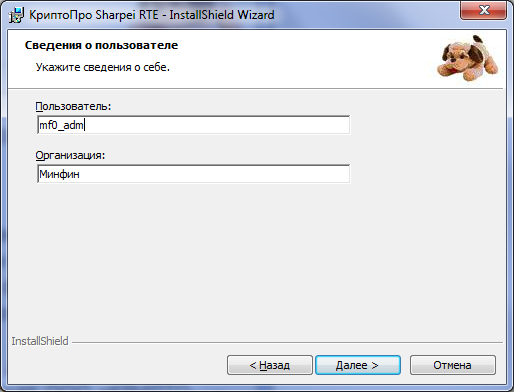 КриптоПро Sharpei RTE - InstallShield Wizard
Сведения о пользователе
Укажите сведения о себе.
Пользователь:
mf0_adm
Организация:
Минфин
InstallShield
< Назад Далее > Отмена